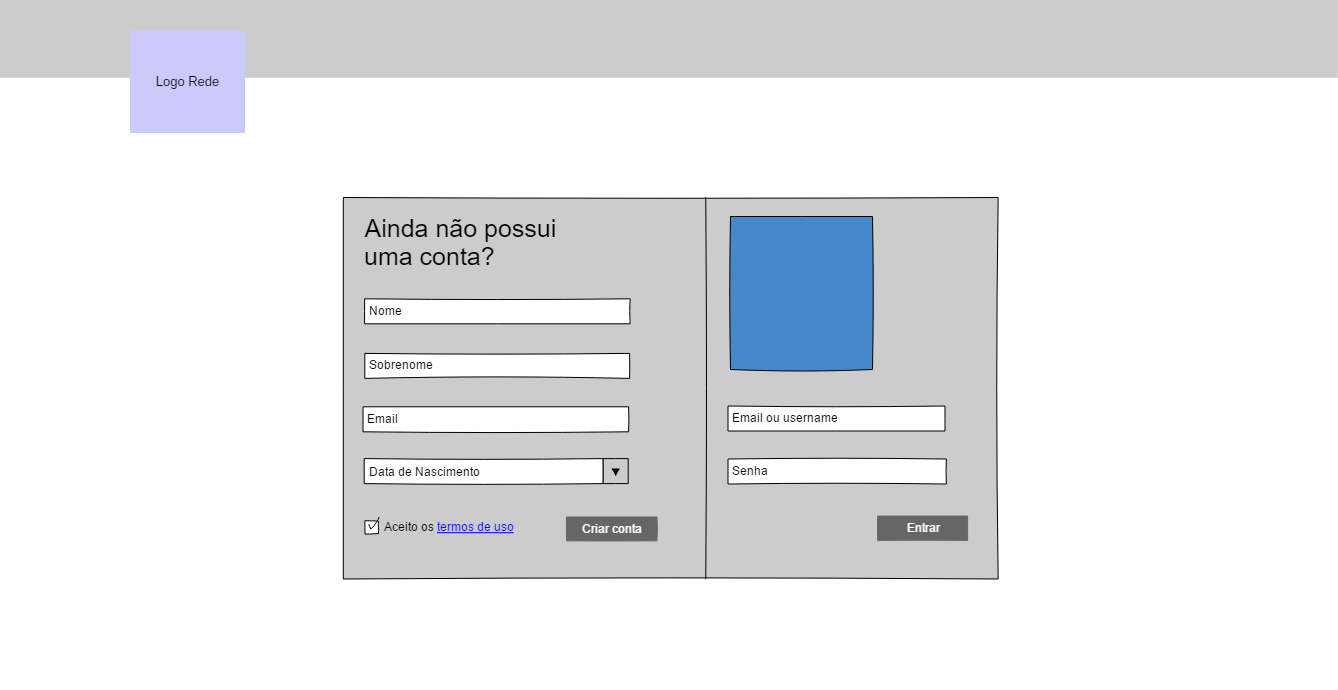 Logo Rede
Ainda não possui
uma conta?
Nome
Sobrenome
Email
Data de Nascimento
Aceito os termos de uso
Criar conta
Email ou username
Senha
Entrar